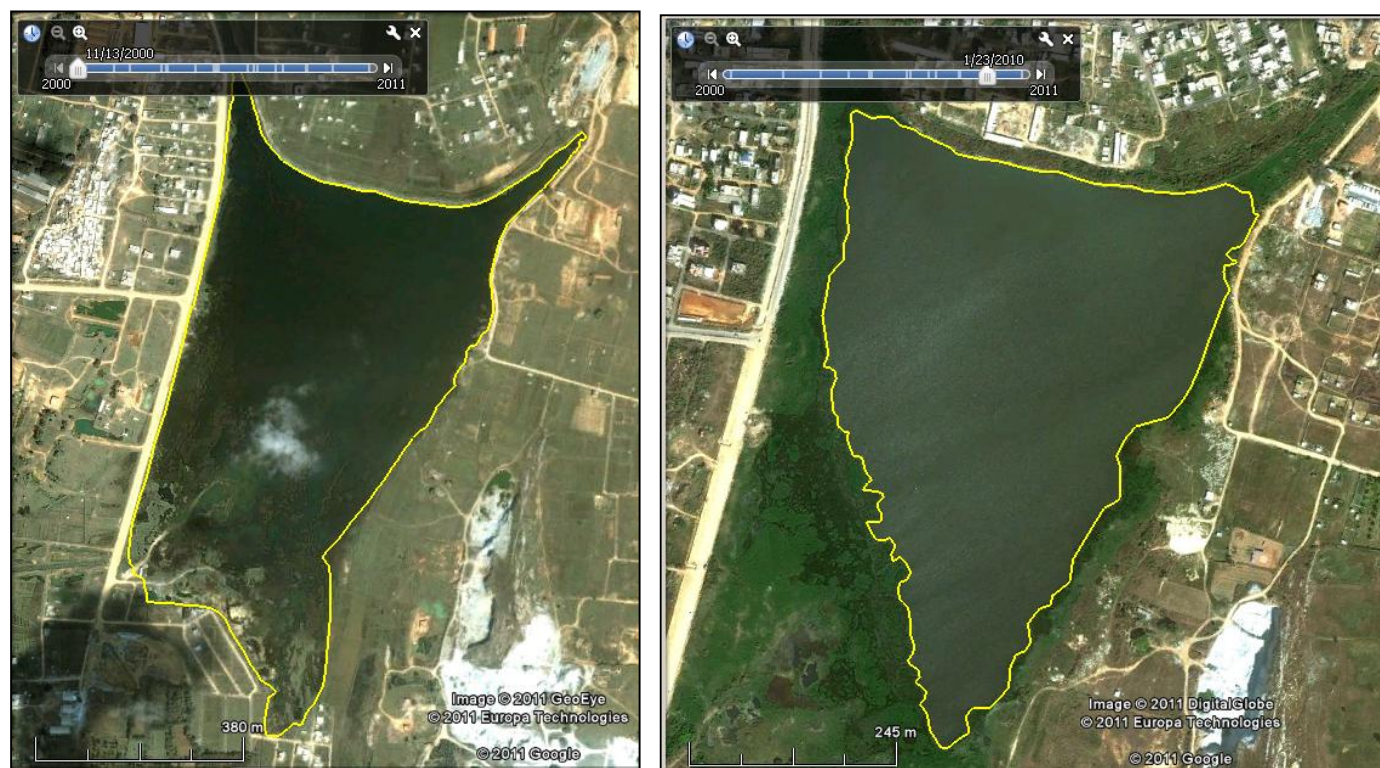 11/13/2000
2000 2011
Image © 2011 GeoEye
© 2011 Europa Technologies
380 m
© 2011 Google
1/23/2010
2000 2011
Image © 2011 DigitalGlobe
© 2011 Europa Technologies
245 m
© 2011 Google